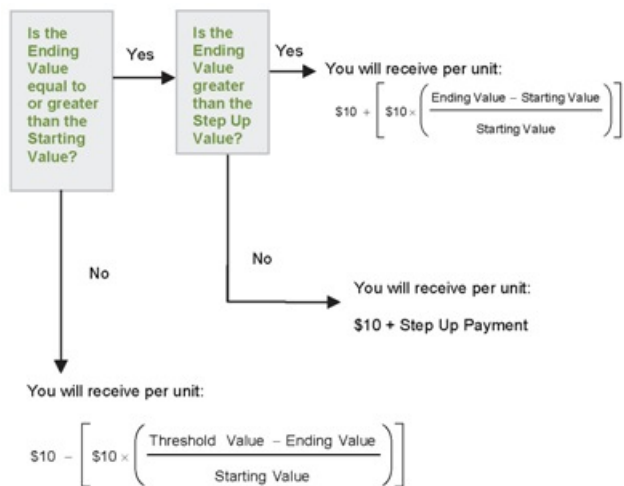 Is the
Ending
Value
equal to
or greater
than the
Starting
Value?
Yes
Is the
Ending
Value
greater
than the
Step Up
Value?
Yes
You will receive per unit:
$10 + [ $10 × ( Ending Value – Starting Value
Starting Value ) ]
No
No
You will receive per unit:
$10 + Step Up Payment
You will receive per unit:
$10 – [ $10 × ( Threshold Value – Ending Value
Starting Value ) ]